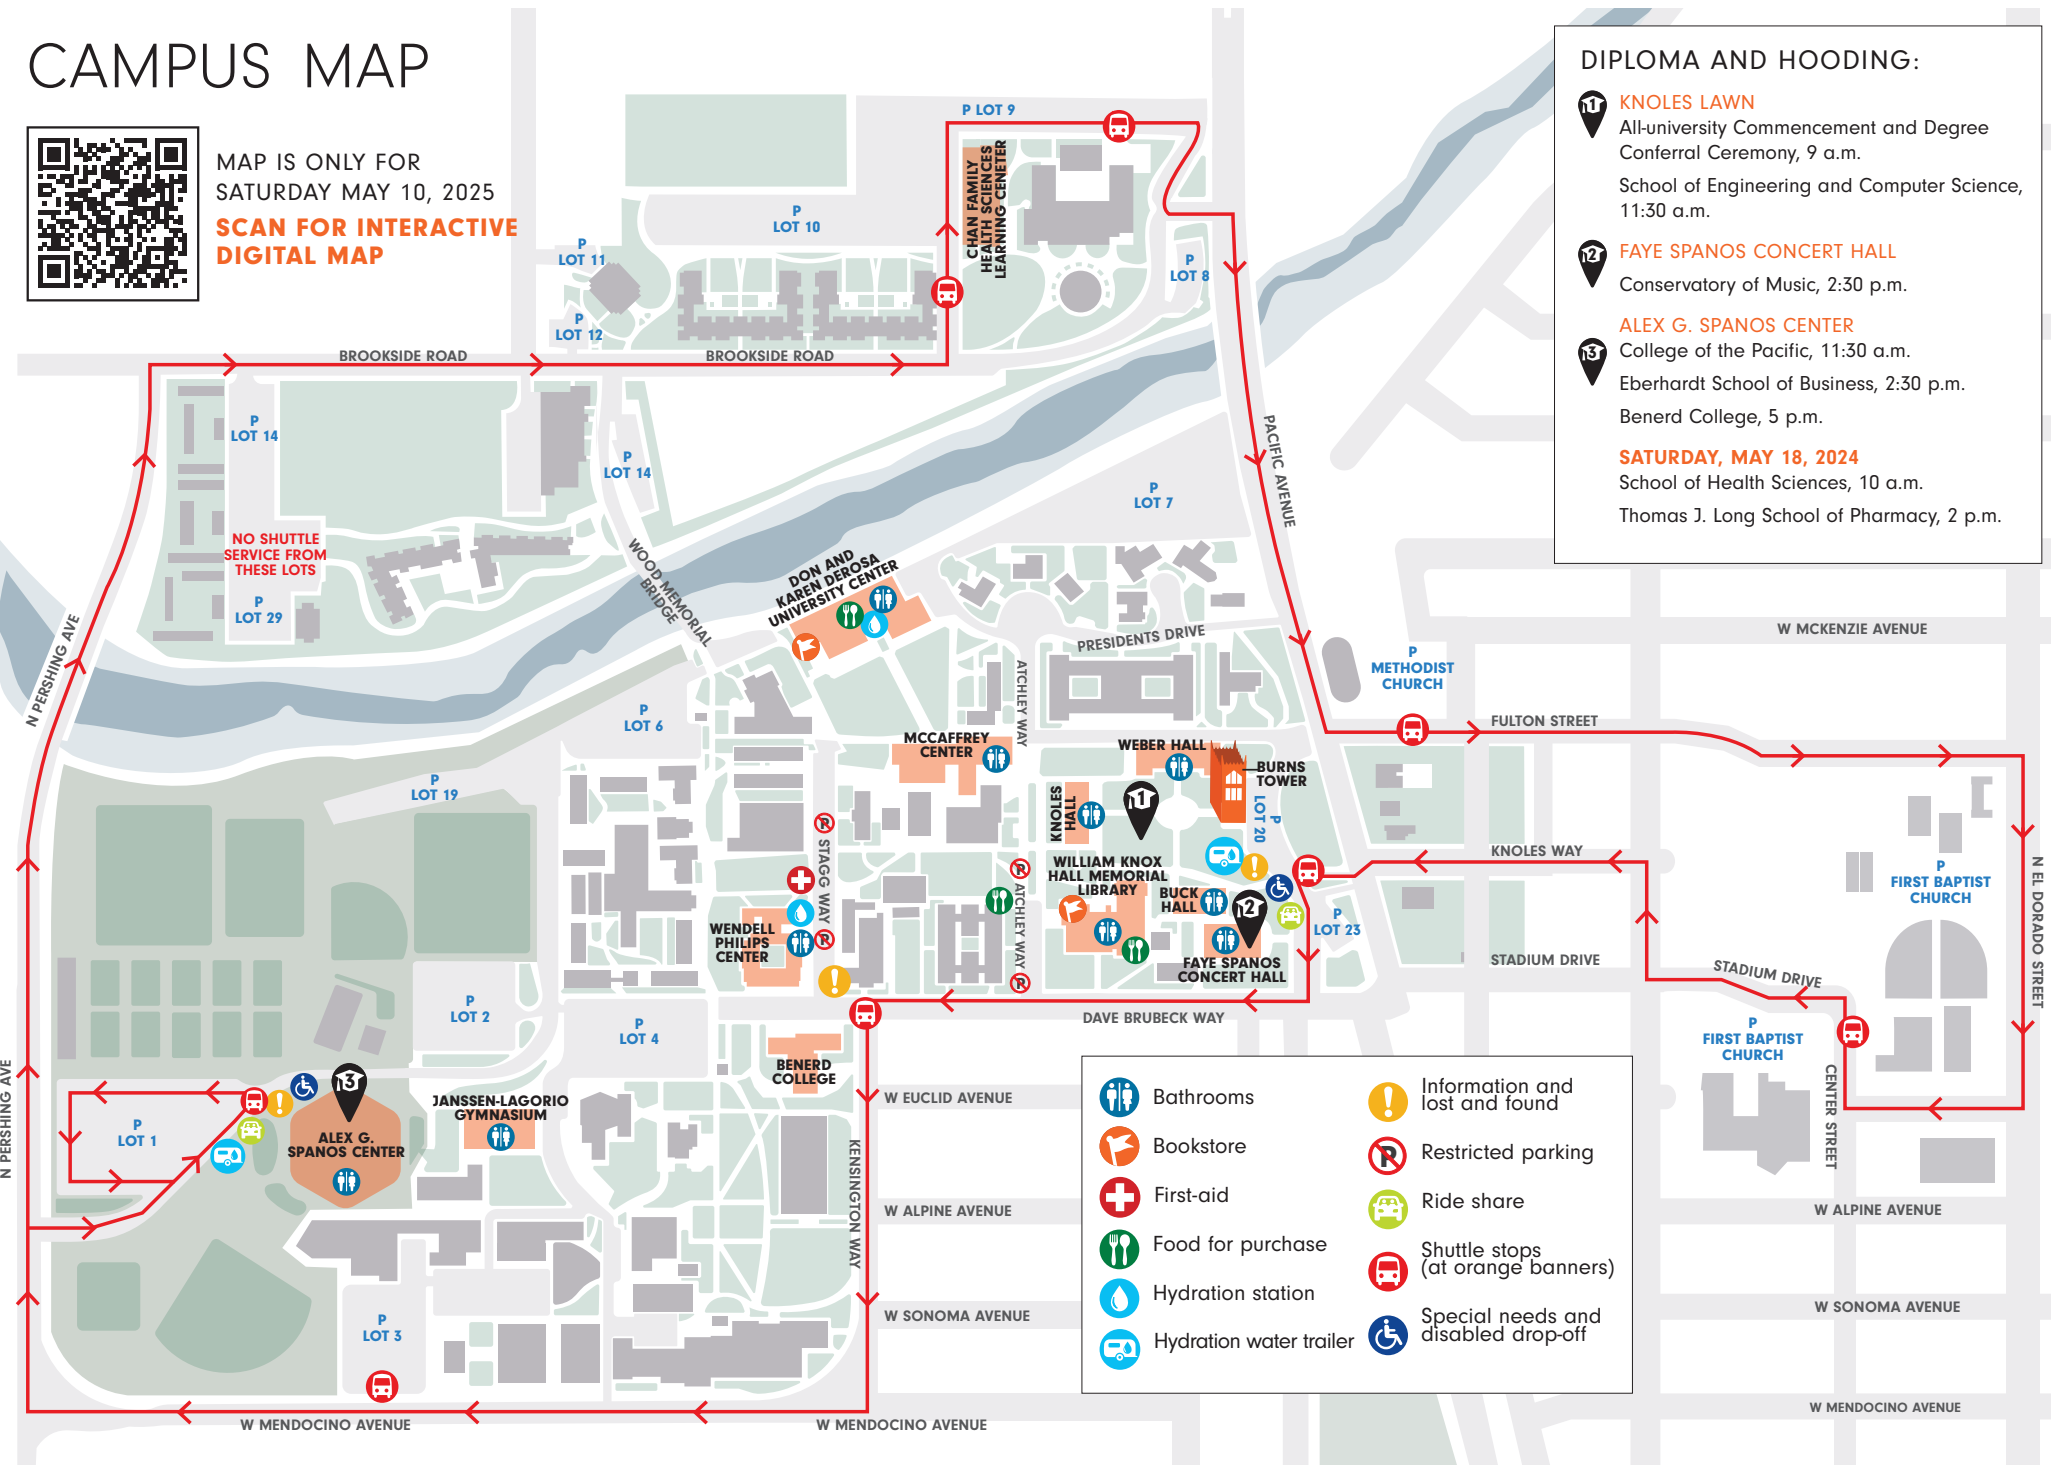 CAMPUS MAP
MAP IS ONLY FOR
SATURDAY MAY 10, 2025
SCAN FOR INTERACTIVE
DIGITAL MAP
DIPLOMA AND HOODING:
1
KNOLES LAWN
All-university Commencement and Degree
Conferral Ceremony, 9 a.m.
School of Engineering and Computer Science,
11:30 a.m.
2
FAYE SPANOS CONCERT HALL
Conservatory of Music, 2:30 p.m.
3
ALEX G. SPANOS CENTER
College of the Pacific, 11:30 a.m.
Eberhardt School of Business, 2:30 p.m.
Benerd College, 5 p.m.
SATURDAY, MAY 18, 2024
School of Health Sciences, 10 a.m.
Thomas J. Long School of Pharmacy, 2 p.m.
P LOT 9
CHAN FAMILY
HEALTH SCIENCES
LEARNING CENETER
P
LOT 10
P
LOT 11
P
LOT 12
P
LOT 8
BROOKSIDE ROAD
BROOKSIDE ROAD
P
LOT 14
P
LOT 14
P
LOT 7
PACIFIC AVENUE
NO SHUTTLE
SERVICE FROM
THESE LOTS
P
LOT 29
WOOD MEMORIAL
BRIDGE
DON AND
KAREN DEROSA
UNIVERSITY CENTER
N PERSHING AVE
PRESIDENTS DRIVE
ATCHLEY WAY
P
METHODIST
CHURCH
W MCKENZIE AVENUE
FULTON STREET
P
LOT 6
P
LOT 19
MCCAFFREY
CENTER
WEBER HALL
BURNS
TOWER
P
LOT 20
KNOLES
HALL
1
WILLIAM KNOX
HALL MEMORIAL
LIBRARY
BUCK
HALL
2
FAYE SPANOS
CONCERT HALL
P
LOT 23
KNOLES WAY
STADIUM DRIVE
STADIUM DRIVE
P
FIRST BAPTIST
CHURCH
N EL DORADO STREET
P
STAGG WAY
P
P
ATCHLEY WAY
P
WENDELL
PHILIPS
CENTER
P
LOT 2
P
LOT 4
DAVE BRUBECK WAY
P
FIRST BAPTIST
CHURCH
CENTER STREET
BENERD
COLLEGE
N PERSHING AVE
P
LOT 1
3
ALEX G.
SPANOS CENTER
JANSSEN-LAGORIO
GYMNASIUM
W EUCLID AVENUE
KENSINGTON WAY
W ALPINE AVENUE
W ALPINE AVENUE
W SONOMA AVENUE
W SONOMA AVENUE
P
LOT 3
W MENDOCINO AVENUE
W MENDOCINO AVENUE
W MENDOCINO AVENUE
Bathrooms
Bookstore
First-aid
Food for purchase
Hydration station
Hydration water trailer
Information and
lost and found
P
Restricted parking
Ride share
Shuttle stops
(at orange banners)
Special needs and
disabled drop-off